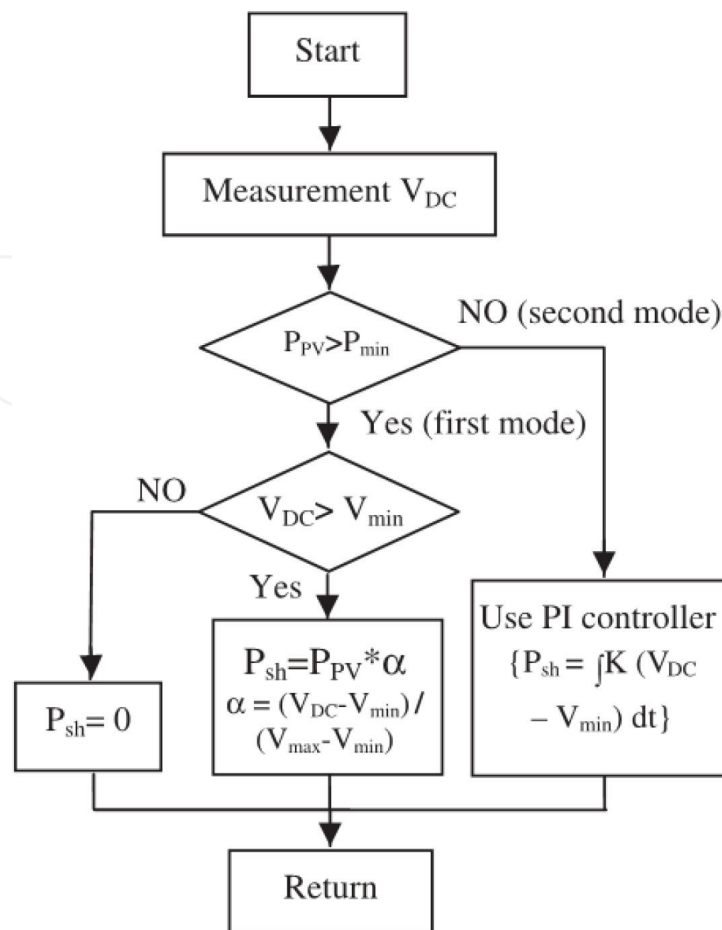 Start
Measurement V_DC
P_PV>P_min
NO (second mode)
Yes (first mode)
V_DC> V_min
NO
Yes
P_sh= 0
P_sh=P_PV*α
α = (V_DC-V_min) /
(V_max-V_min)
Use PI controller
{P_sh = ∫K (V_DC
– V_min) dt}
Return